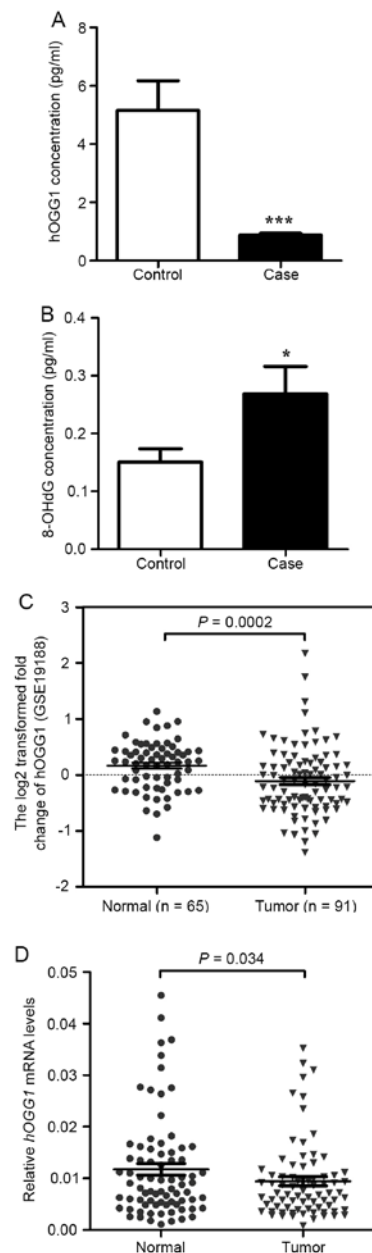 A
hOGG1 concentration (pg/ml)
8
6
4
2
0
***
Control
Case
B
8-OHdG concentration (pg/ml)
0.4
0.3
0.2
0.1
0.0
*
Control
Case
C
The log2 transformed fold
change of hOGG1 (GSE19188)
3
2
1
0
-1
-2
P = 0.0002
Normal (n = 65)
Tumor (n = 91)
D
Relative hOGG1 mRNA levels
0.05
0.04
0.03
0.02
0.01
0.00
P = 0.034
Normal
Tumor